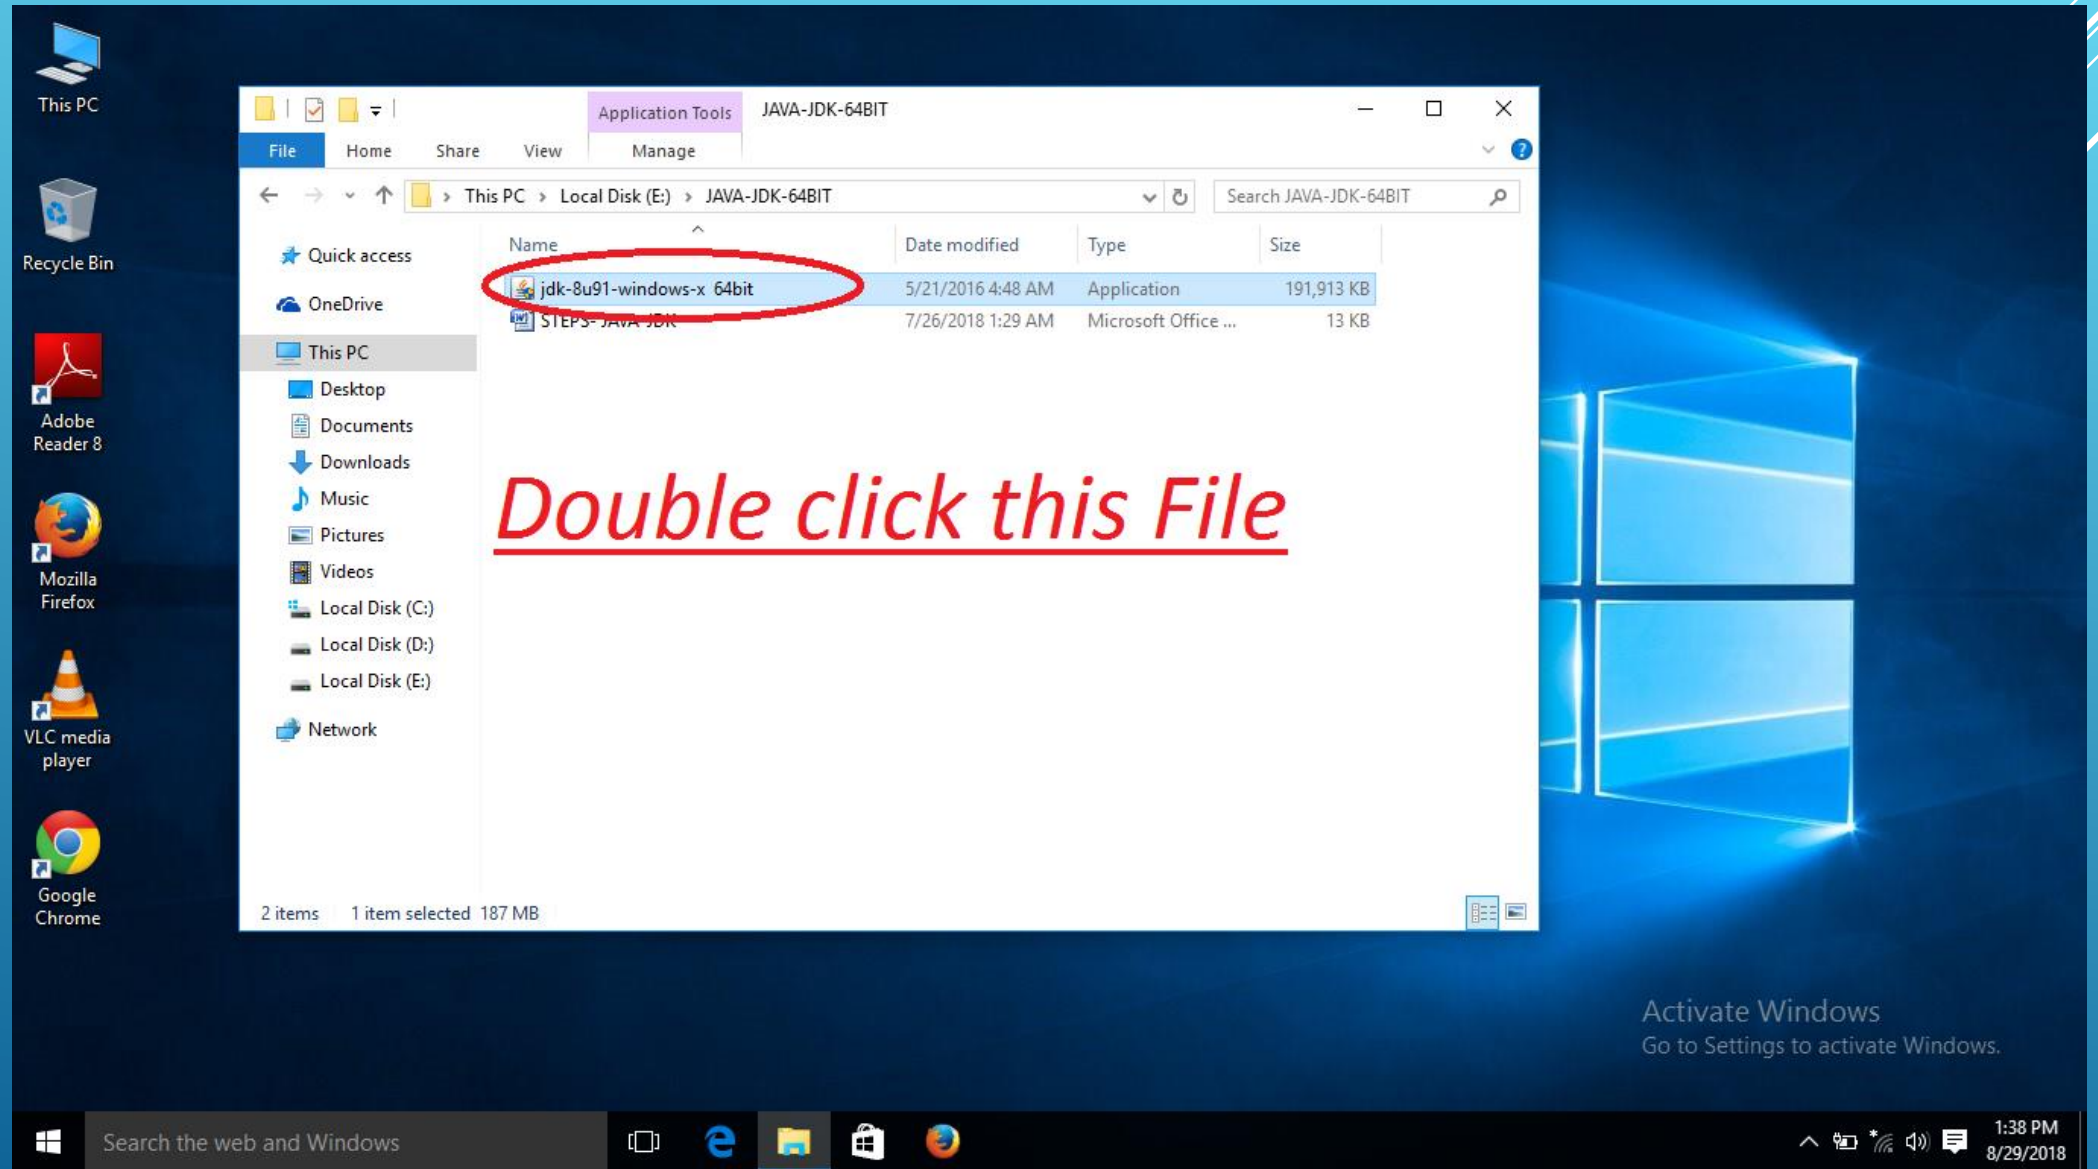 This PC
Recycle Bin
Adobe
Reader 8
Mozilla
Firefox
VLC media
player
Google
Chrome
Application Tools JAVA-JDK-64BIT
File Home Share View Manage
This PC > Local Disk (E:) > JAVA-JDK-64BIT Search JAVA-JDK-64BIT
Quick access
OneDrive
This PC
Desktop
Documents
Downloads
Music
Pictures
Videos
Local Disk (C:)
Local Disk (D:)
Local Disk (E:)
Network
Name Date modified Type Size
jdk-8u91-windows-x 64bit 5/21/2016 4:48 AM Application 191,913 KB
STEPS- JAVA-JDK 7/26/2018 1:29 AM Microsoft Office ... 13 KB
Double click this File
2 items 1 item selected 187 MB
Activate Windows
Go to Settings to activate Windows.
Search the web and Windows
1:38 PM
8/29/2018